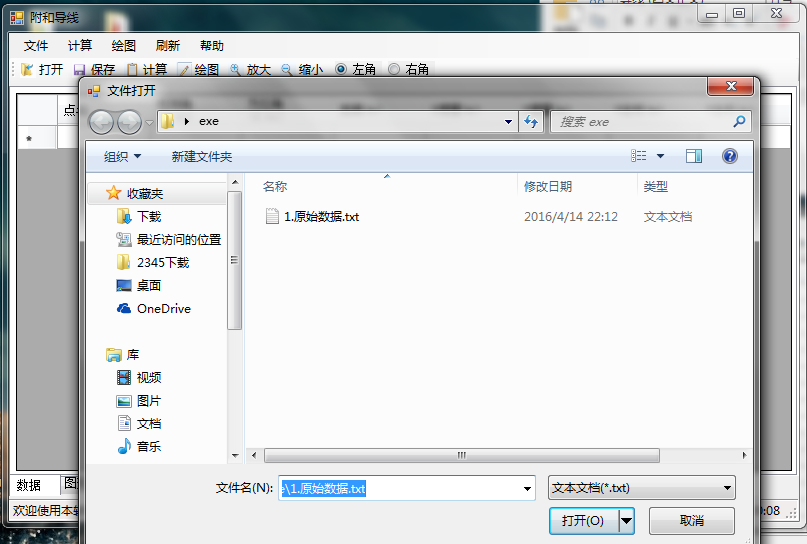 附和导线
文件 计算 绘图 刷新 帮助
打开 保存 计算 绘图 放大 缩小 左角 右角
文件打开
点
exe
搜索 exe
组织 新建文件夹
收藏夹
下载
最近访问的位置
2345下载
桌面
OneDrive
库
视频
图片
文档
音乐
名称 修改日期 类型
1.原始数据.txt 2016/4/14 22:12 文本文档
文件名(N): e\1.原始数据.txt 文本文档(*.txt)
打开(O) 取消
数据 图
欢迎使用本 :08